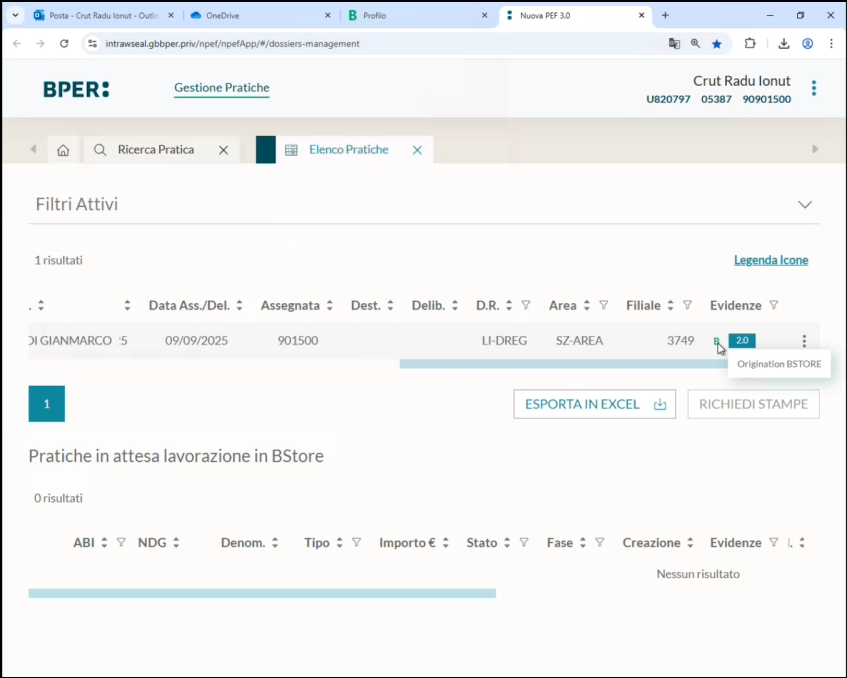 Posta - Crut Radu Ionut - Outlo
OneDrive
Profilo
Nuova PEF 3.0
intrawseal.gbbper.priv/npef/npefApp/#/dossiers-management
BPER:
Gestione Pratiche
Crut Radu Ionut
U820797 05387 90901500
Ricerca Pratica
Elenco Pratiche
Filtri Attivi
1 risultati
Legenda Icone
. Data Ass./Del. Assegnata Dest. Delib. D.R. Area Filiale Evidenze
DI GIANMARCO 25 09/09/2025 901500 LI-DREG SZ-AREA 3749 B 2.0
Origination BSTORE
1
ESPORTA IN EXCEL
RICHIEDI STAMPE
Pratiche in attesa lavorazione in BStore
0 risultati
ABI NDG Denom. Tipo Importo € Stato Fase Creazione Evidenze I.
Nessun risultato